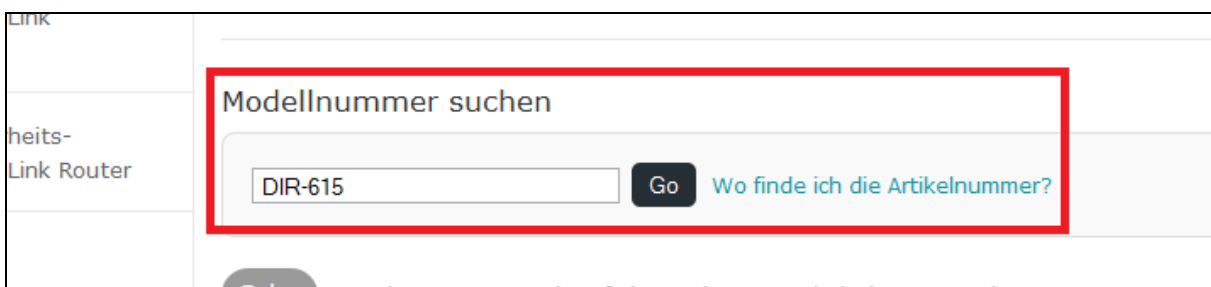 Link
heits-
Link Router
Modellnummer suchen
DIR-615
Go
Wo finde ich die Artikelnummer?